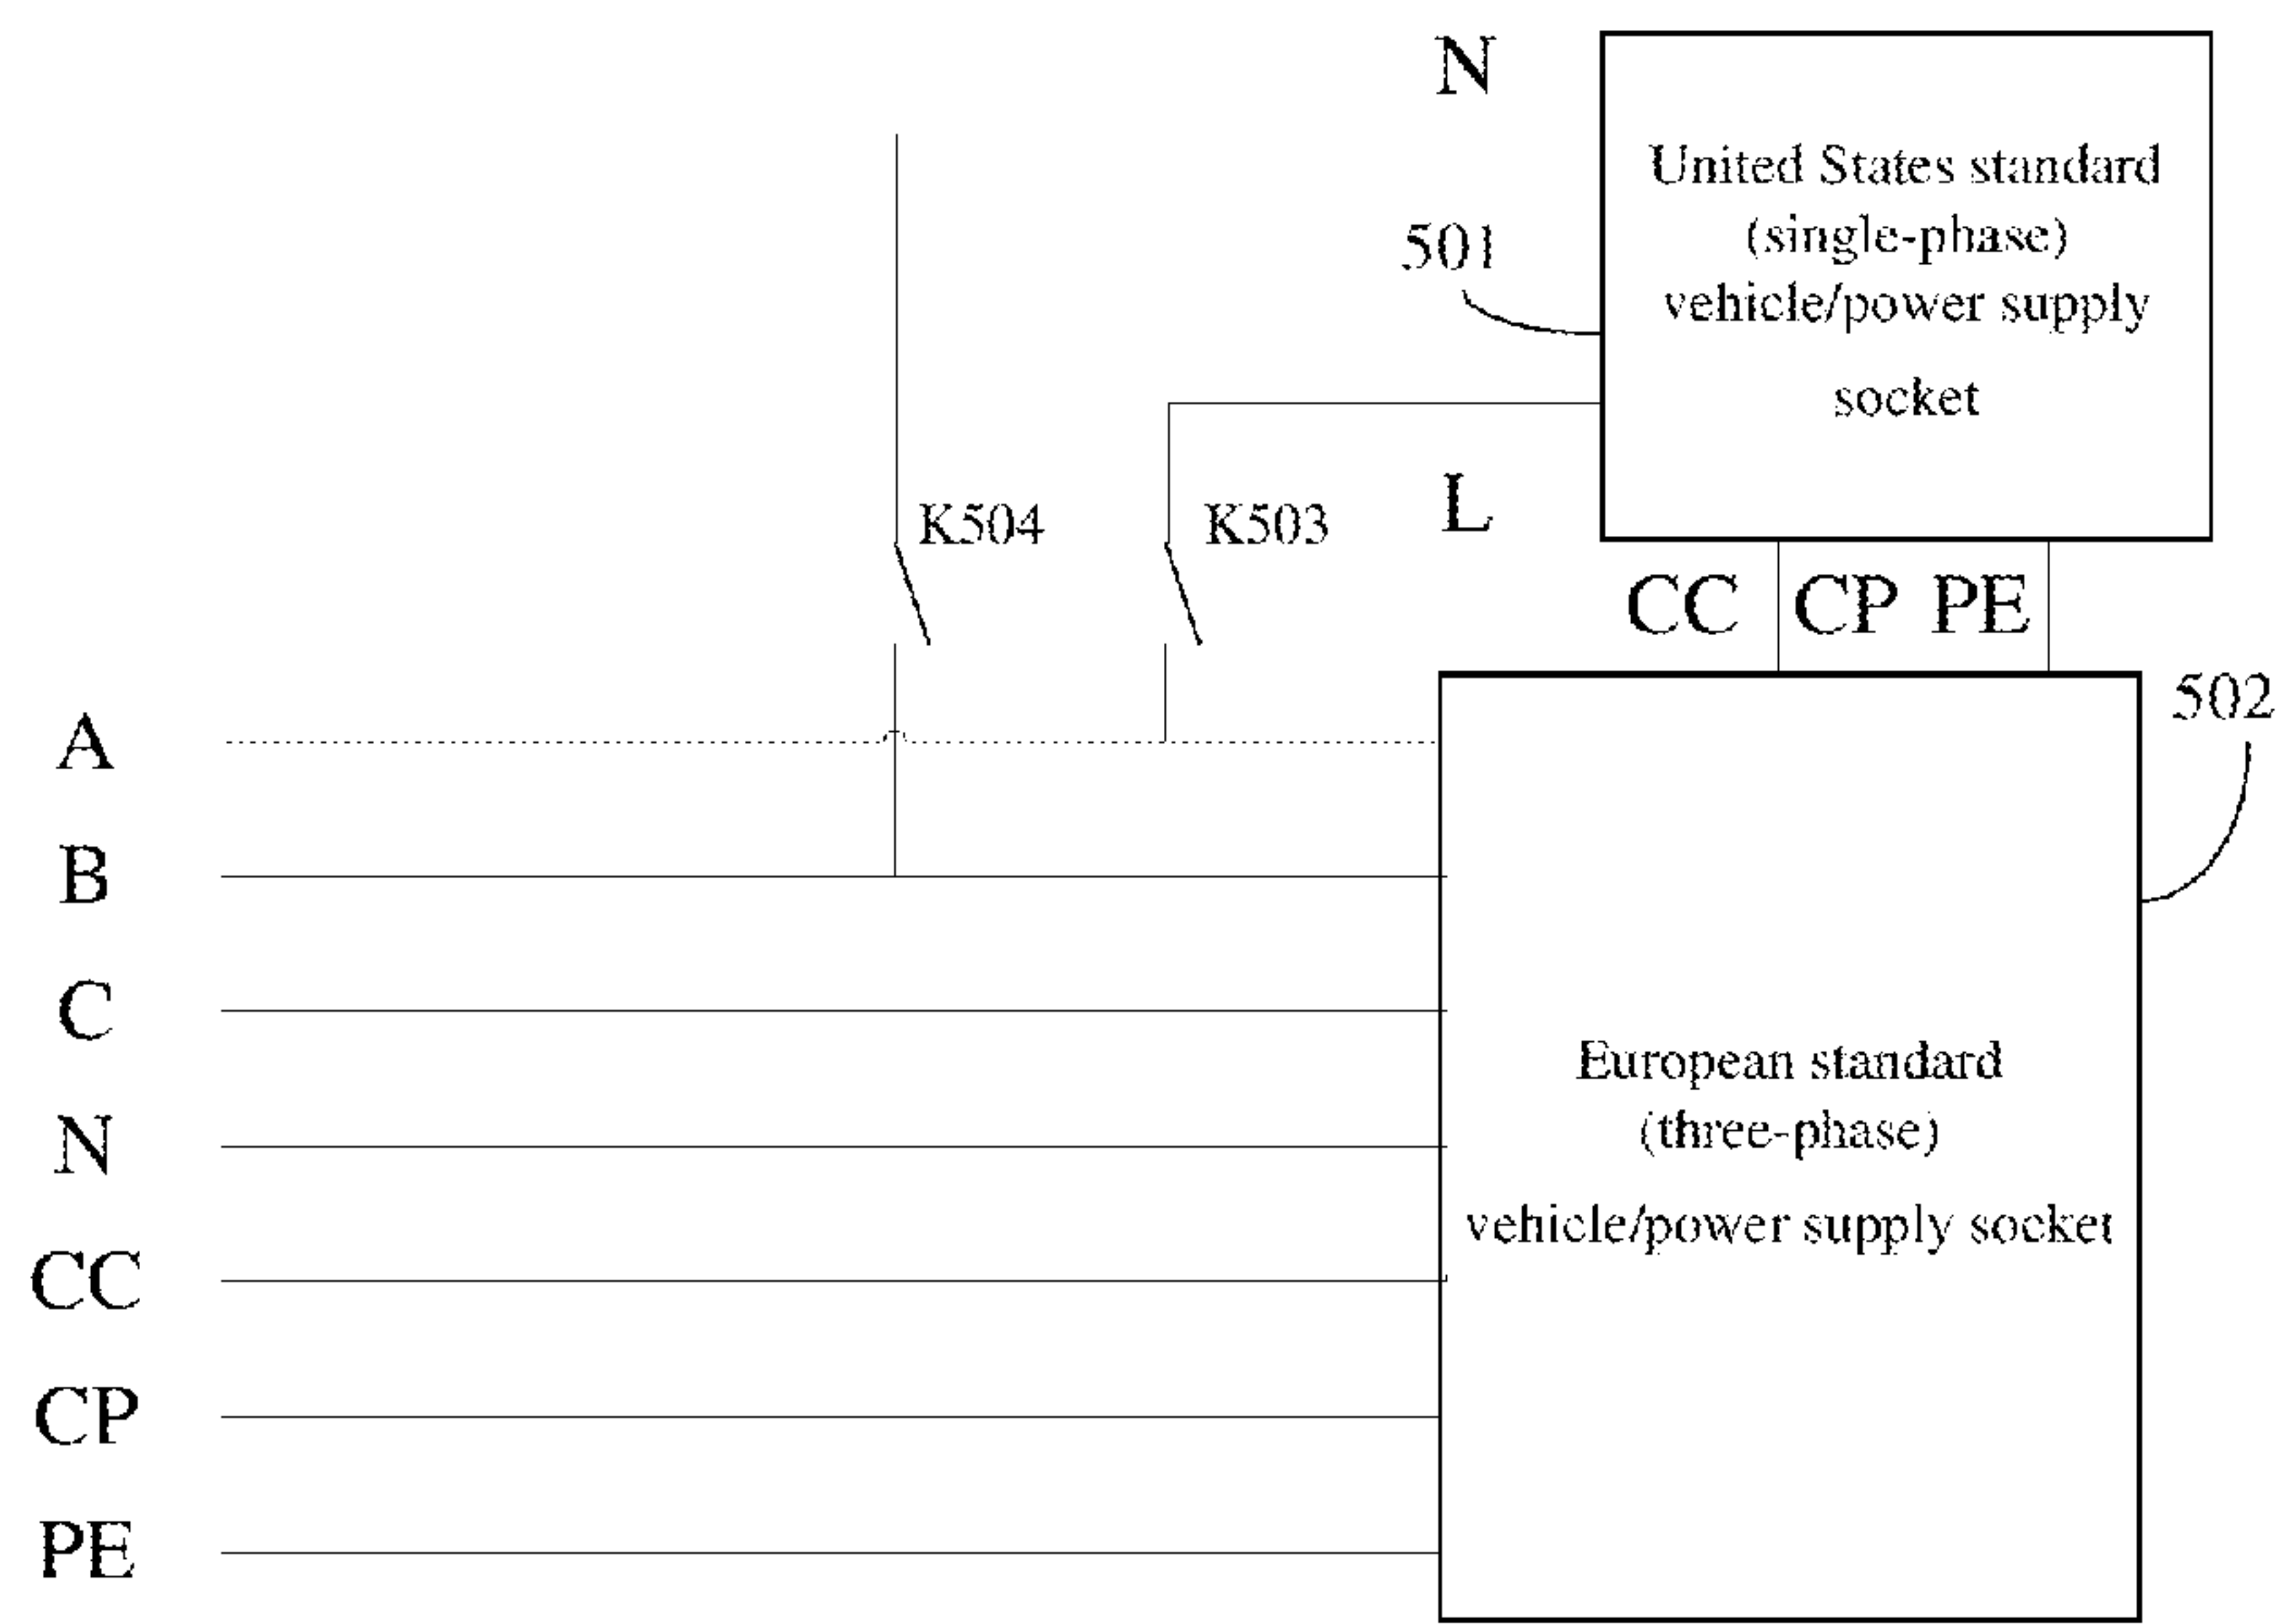 N
United States standard
(single-phase)
vehicle/power supply
socket
501
K504
K503
L
CC
CP
PE
502
A
B
C
N
CC
CP
PE
European standard
(three-phase)
vehicle/power supply socket